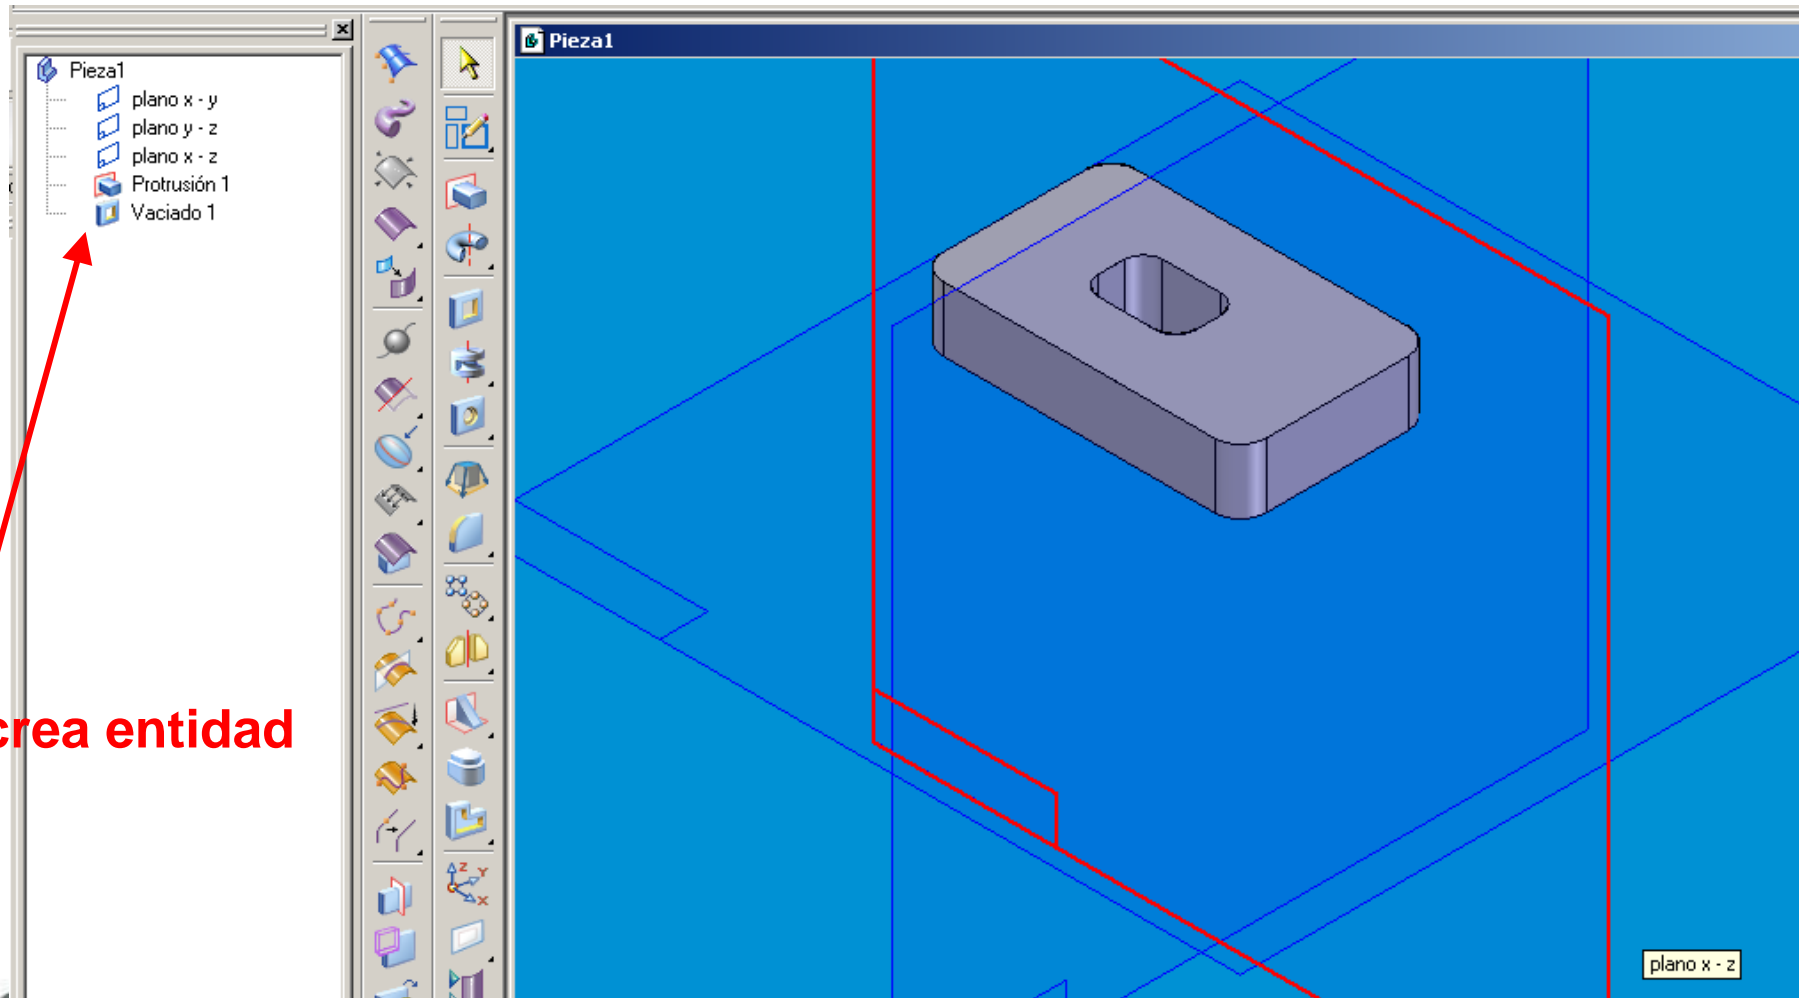 Pieza1
plano x - y
plano y - z
plano x - z
Protrusión 1
Vaciado 1
crea entidad
Pieza1
Z
Y
X
plano x - z